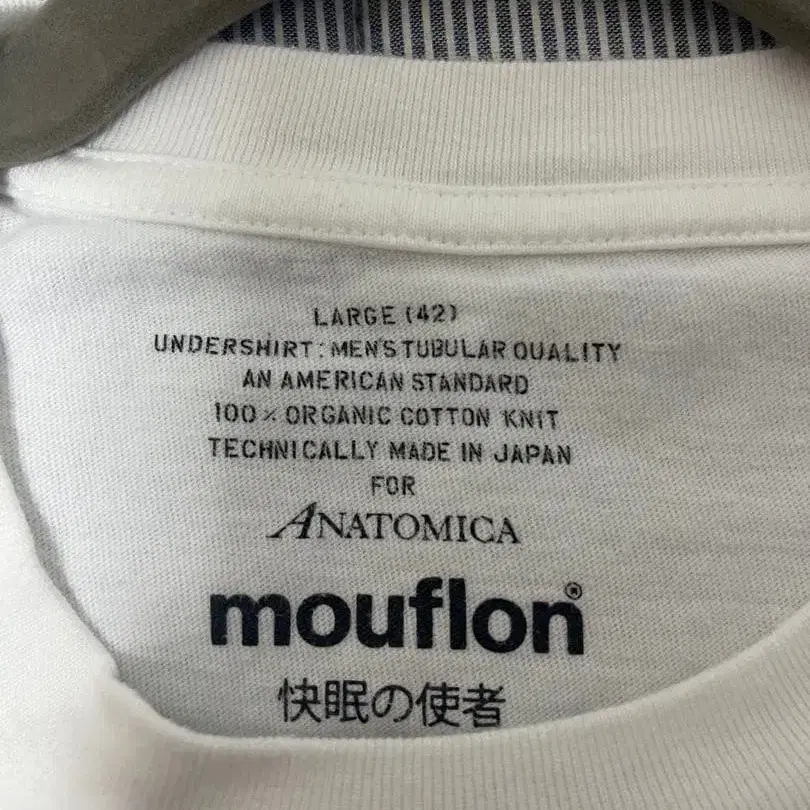 LARGE (42)
UNDERSHIRT: MEN'S TUBULAR QUALITY
AN AMERICAN STANDARD
100% ORGANIC COTTON KNIT
TECHNICALLY MADE IN JAPAN
FOR
ANATOMICA
mouflon®
快眠の使者